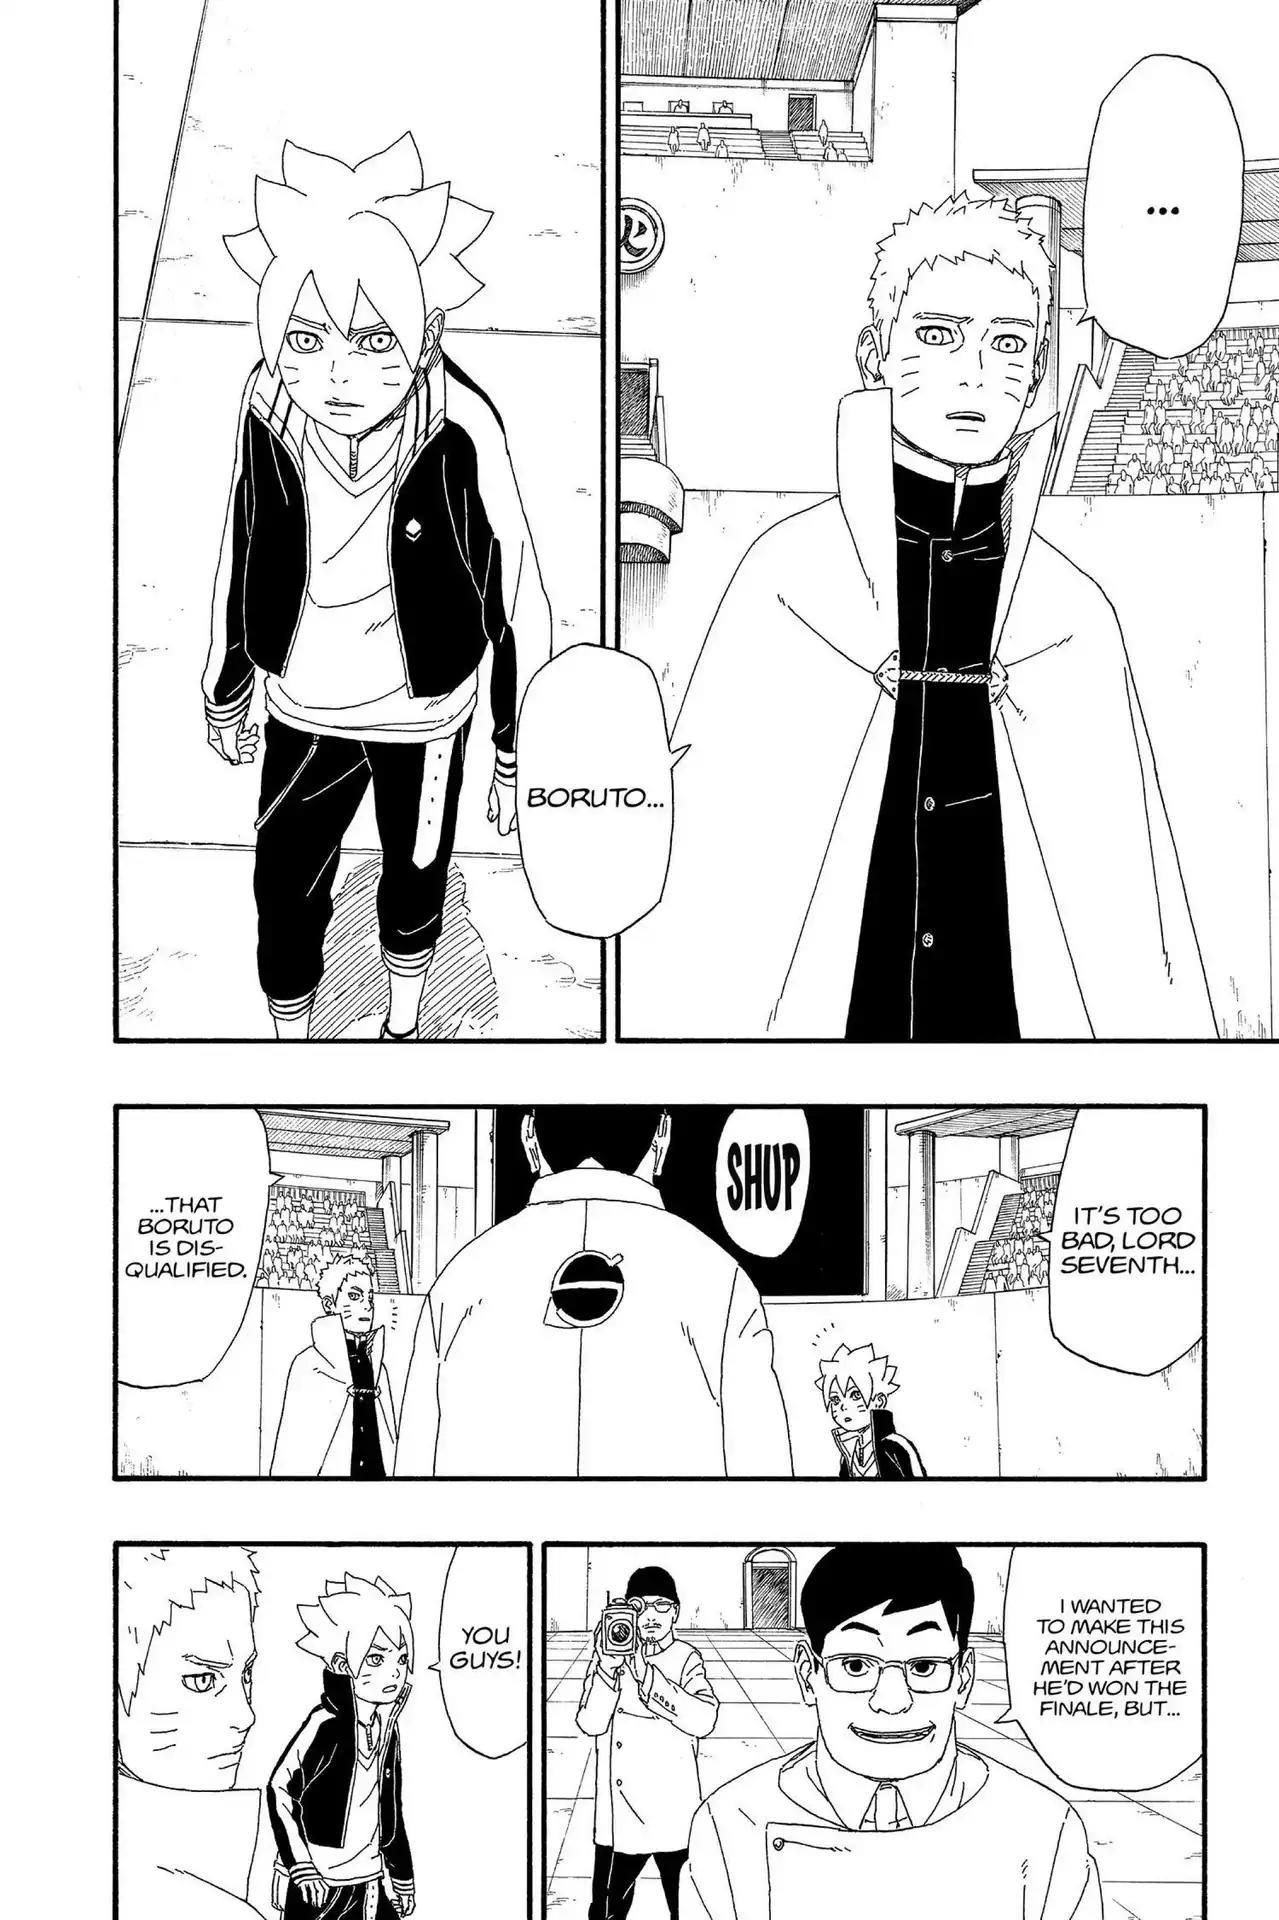 ...
BORUTO...
IT'S TOO
BAD, LORD
SEVENTH...
SHUP
...THAT
BORUTO
IS DIS-
QUALIFIED.
I WANTED
TO MAKE THIS
ANNOUNCE-
MENT AFTER
HE'D WON THE
FINALE, BUT...
YOU
GUYS!
火